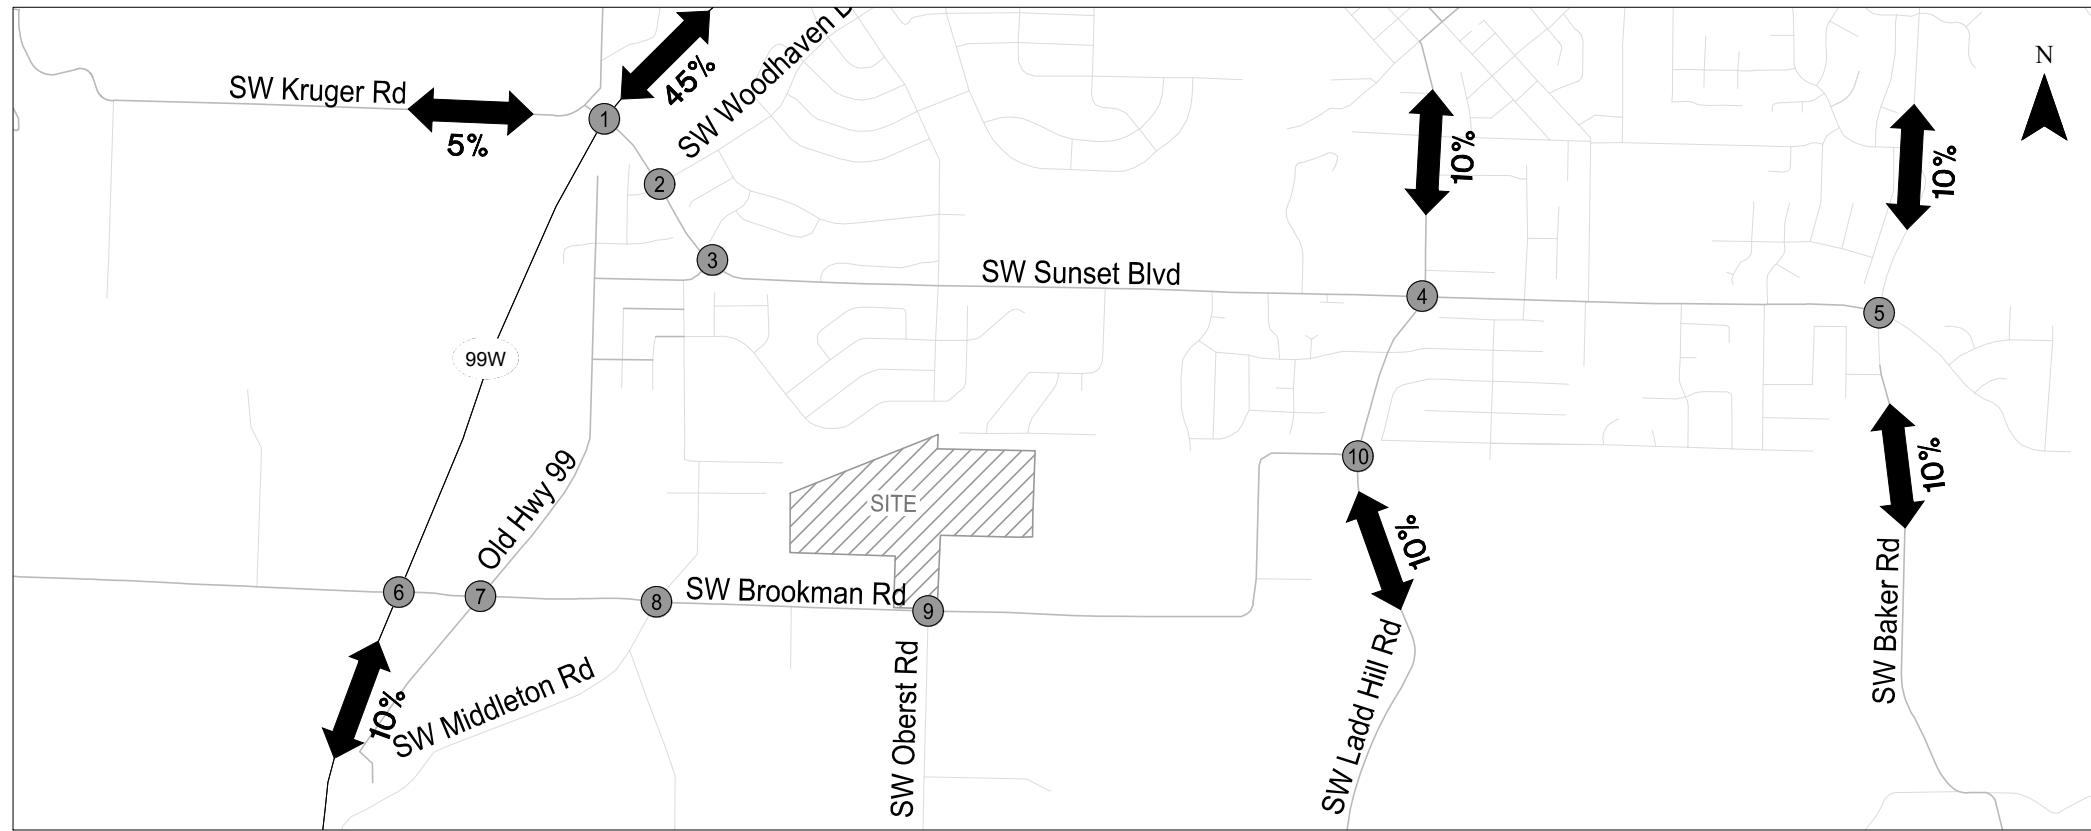 SW Kruger Rd
5%
45%
SW Woodhaven
10%
10%
N
1
2
3
SW Sunset Blvd
4
5
99W
Old Hwy 99
SITE
10
10%
10%
6
7
8
SW Brookman Rd
9
10%
SW Middleton Rd
SW Oberst Rd
SW Ladd Hill Rd
SW Baker Rd